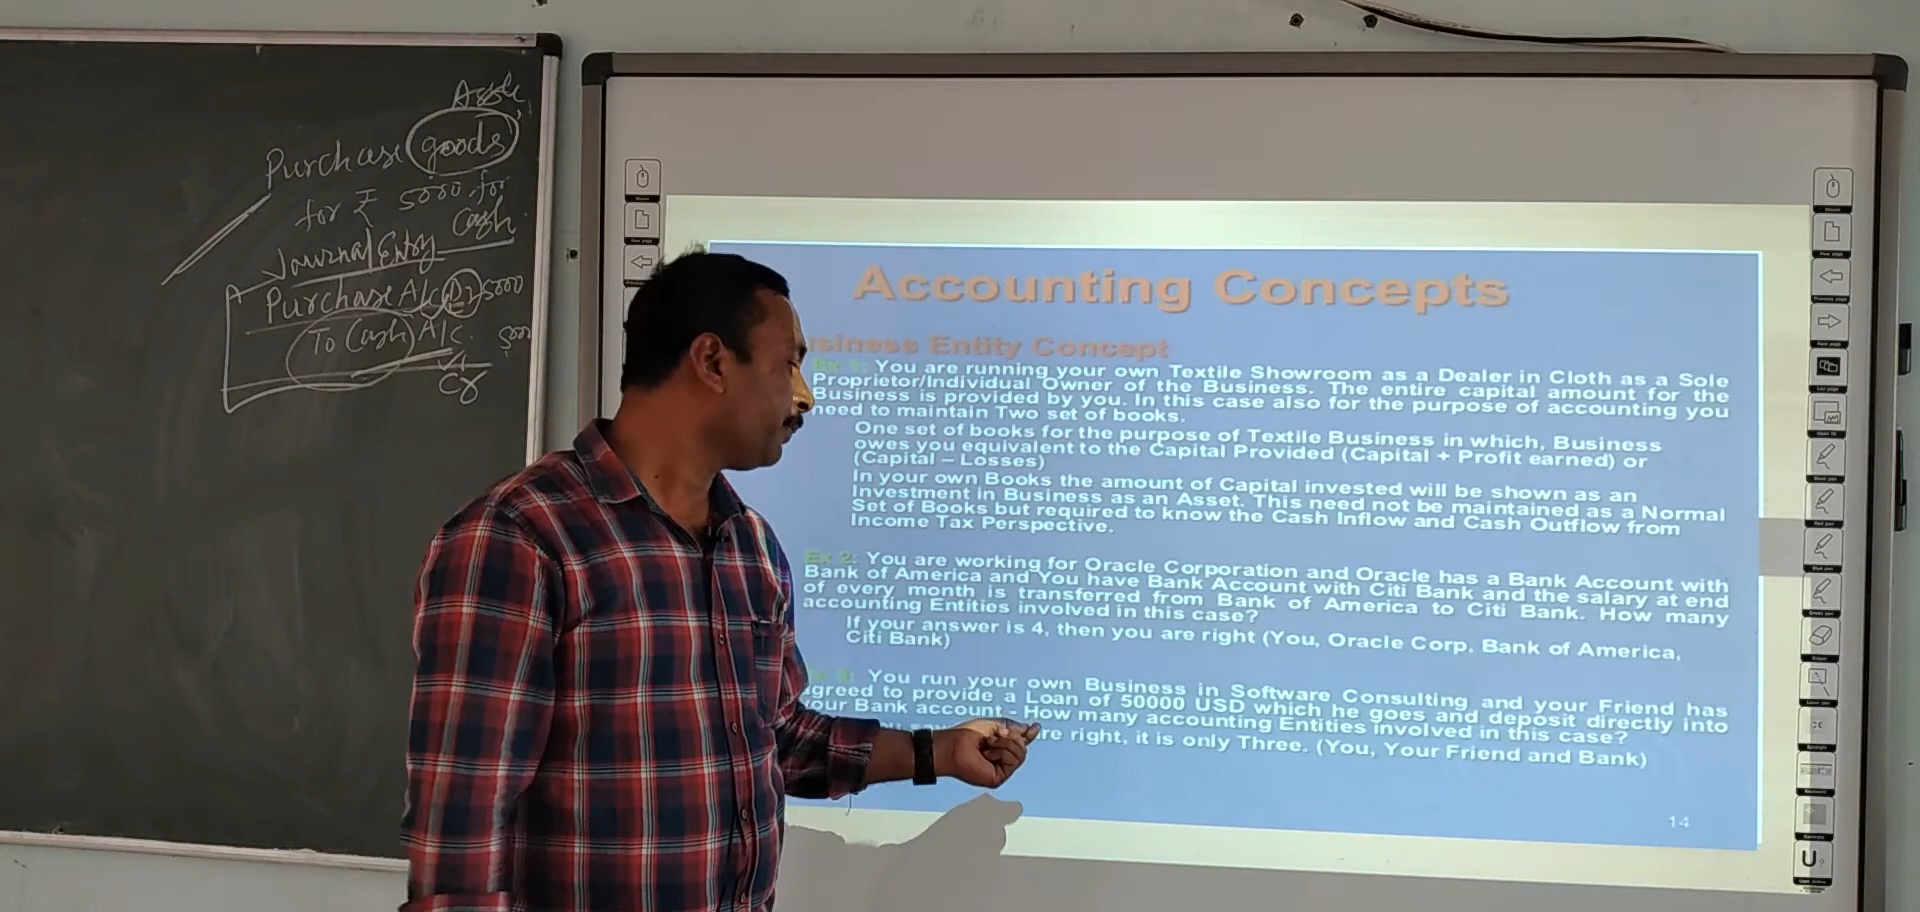 Asset
Purchase goods
for ₹ 5000 for
Cash
Journal Entry
Purchase A/c Dr 5000
To Cash A/c 5000
Cr
Accounting Concepts
Business Entity Concept
Ex 1: You are running your own Textile Showroom as a Dealer in Cloth as a Sole
Proprietor/Individual Owner of the Business. The entire capital amount for the
Business is provided by you. In this case also for the purpose of accounting you
need to maintain Two set of books.
One set of books for the purpose of Textile Business in which, Business
owes you equivalent to the Capital Provided (Capital + Profit earned) or
(Capital – Losses)
In your own Books the amount of Capital invested will be shown as an
Investment in Business as an Asset. This need not be maintained as a Normal
Set of Books but required to know the Cash Inflow and Cash Outflow from
Income Tax Perspective.
Ex 2: You are working for Oracle Corporation and Oracle has a Bank Account with
Bank of America and You have Bank Account with Citi Bank and the salary at end
of every month is transferred from Bank of America to Citi Bank. How many
accounting Entities involved in this case?
If your answer is 4, then you are right (You, Oracle Corp, Bank of America,
Citi Bank)
Ex 3: You run your own Business in Software Consulting and your Friend has
agreed to provide a Loan of 50000 USD which he goes and deposit directly into
your Bank account - How many accounting Entities involved in this case?
right, it is only Three. (You, Your Friend and Bank)
14